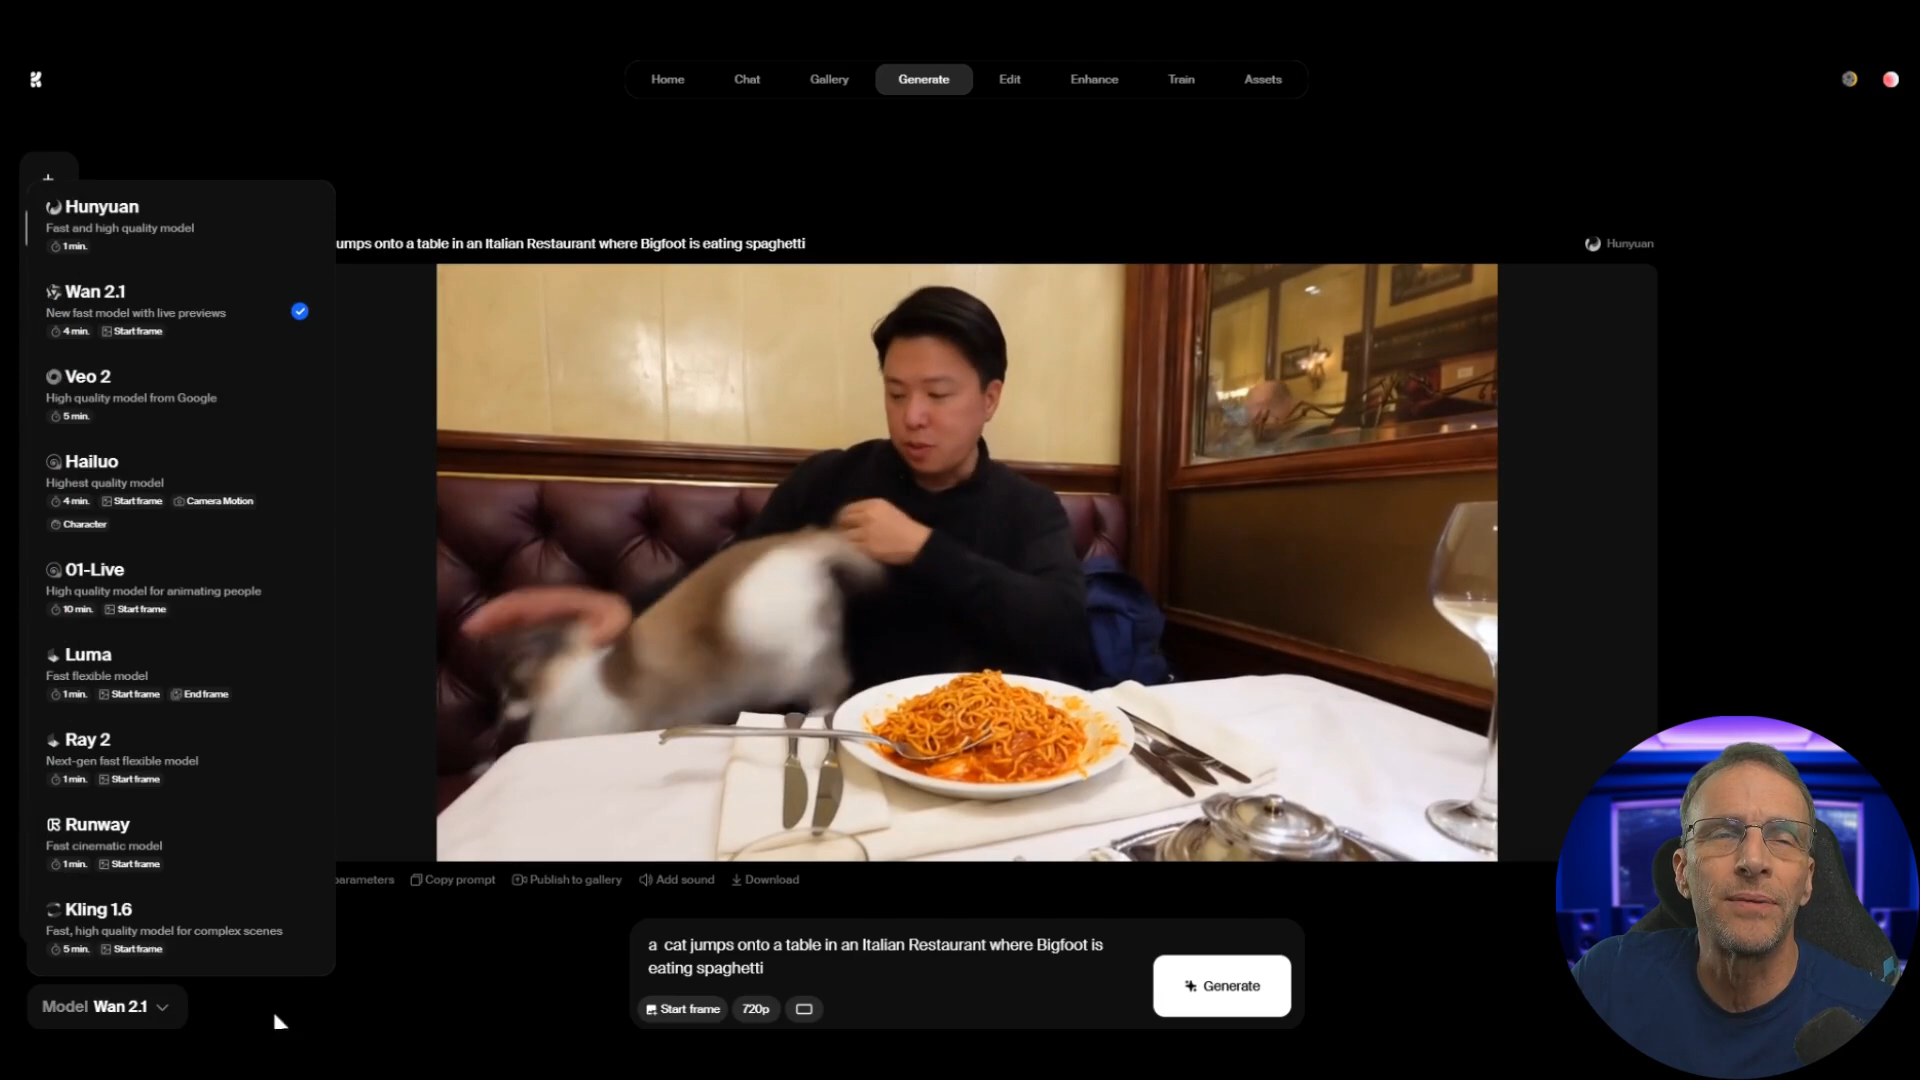 Home Chat Gallery Generate Edit Enhance Train Assets
Hunyuan
Fast and high quality model
1 min.
Wan 2.1
New fast model with live previews
4 min. Start frame
Veo 2
High quality model from Google
5 min.
Hailuo
Highest quality model
4 min. Start frame Camera Motion
Character
01-Live
High quality model for animating people
10 min. Start frame
Luma
Fast flexible model
1 min. Start frame End frame
Ray 2
Next-gen fast flexible model
1 min. Start frame
Runway
Fast cinematic model
1 min. Start frame
Kling 1.6
Fast, high quality model for complex scenes
5 min. Start frame
Model Wan 2.1
umps onto a table in an Italian Restaurant where Bigfoot is eating spaghetti
Hunyuan
parameters Copy prompt Publish to gallery Add sound Download
a cat jumps onto a table in an Italian Restaurant where Bigfoot is
eating spaghetti
Start frame 720p
Generate